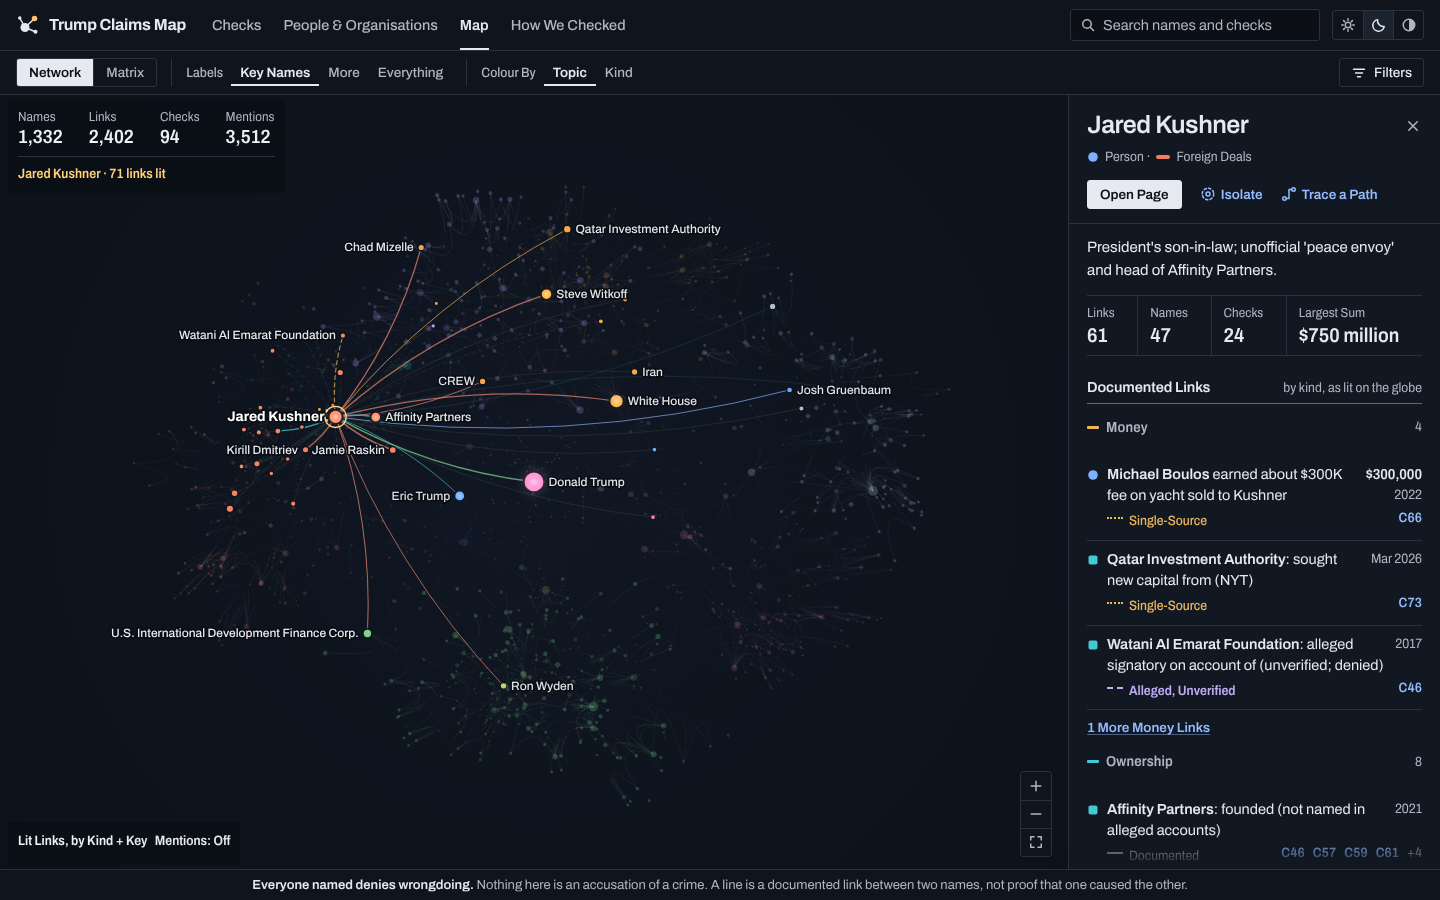 Trump Claims Map
Checks
People & Organisations
Map
How We Checked
Search names and checks
Network
Matrix
Labels
Key Names
More
Everything
Colour By
Topic
Kind
Filters
Names
Links
Checks
Mentions
1,332
2,402
94
3,512
Jared Kushner · 71 links lit
Qatar Investment Authority
Chad Mizelle
Steve Witkoff
Watani Al Emarat Foundation
Iran
CREW
Josh Gruenbaum
White House
Jared Kushner
Affinity Partners
Kirill Dmitriev
Jamie Raskin
Donald Trump
Eric Trump
U.S. International Development Finance Corp.
Ron Wyden
Lit Links, by Kind + Key
Mentions: Off
Jared Kushner
Person · Foreign Deals
Open Page
Isolate
Trace a Path
President's son-in-law; unofficial 'peace envoy'
and head of Affinity Partners.
Links
Names
Checks
Largest Sum
61
47
24
$750 million
Documented Links
by kind, as lit on the globe
Money
4
Michael Boulos earned about $300K
$300,000
fee on yacht sold to Kushner
2022
Single-Source
C66
Qatar Investment Authority: sought
Mar 2026
new capital from (NYT)
Single-Source
C73
Watani Al Emarat Foundation: alleged
2017
signatory on account of (unverified; denied)
Alleged, Unverified
C46
1 More Money Links
Ownership
8
Affinity Partners: founded (not named in
2021
alleged accounts)
Documented
C46 C57 C59 C61 +4
Everyone named denies wrongdoing. Nothing here is an accusation of a crime. A line is a documented link between two names, not proof that one caused the other.